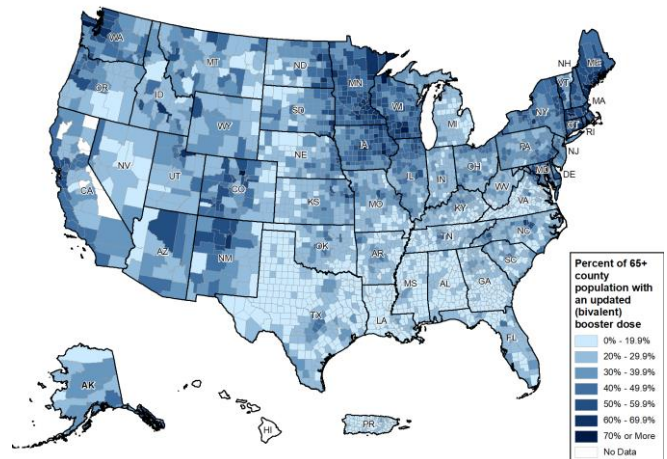 WA
MT
ND
MN
NH
VT
ME
OR
ID
SD
WI
NY
MA
WY
MI
CT
RI
NE
IA
PA
NJ
NV
UT
CO
IL
IN
OH
MD
DE
CA
KS
MO
WV
VA
KY
AZ
NM
OK
AR
TN
NC
SC
MS
AL
GA
TX
LA
FL
AK
HI
PR
Percent of 65+
county
population with
an updated
(bivalent)
booster dose
0% - 19.9%
20% - 29.9%
30% - 39.9%
40% - 49.9%
50% - 59.9%
60% - 69.9%
70% or More
No Data